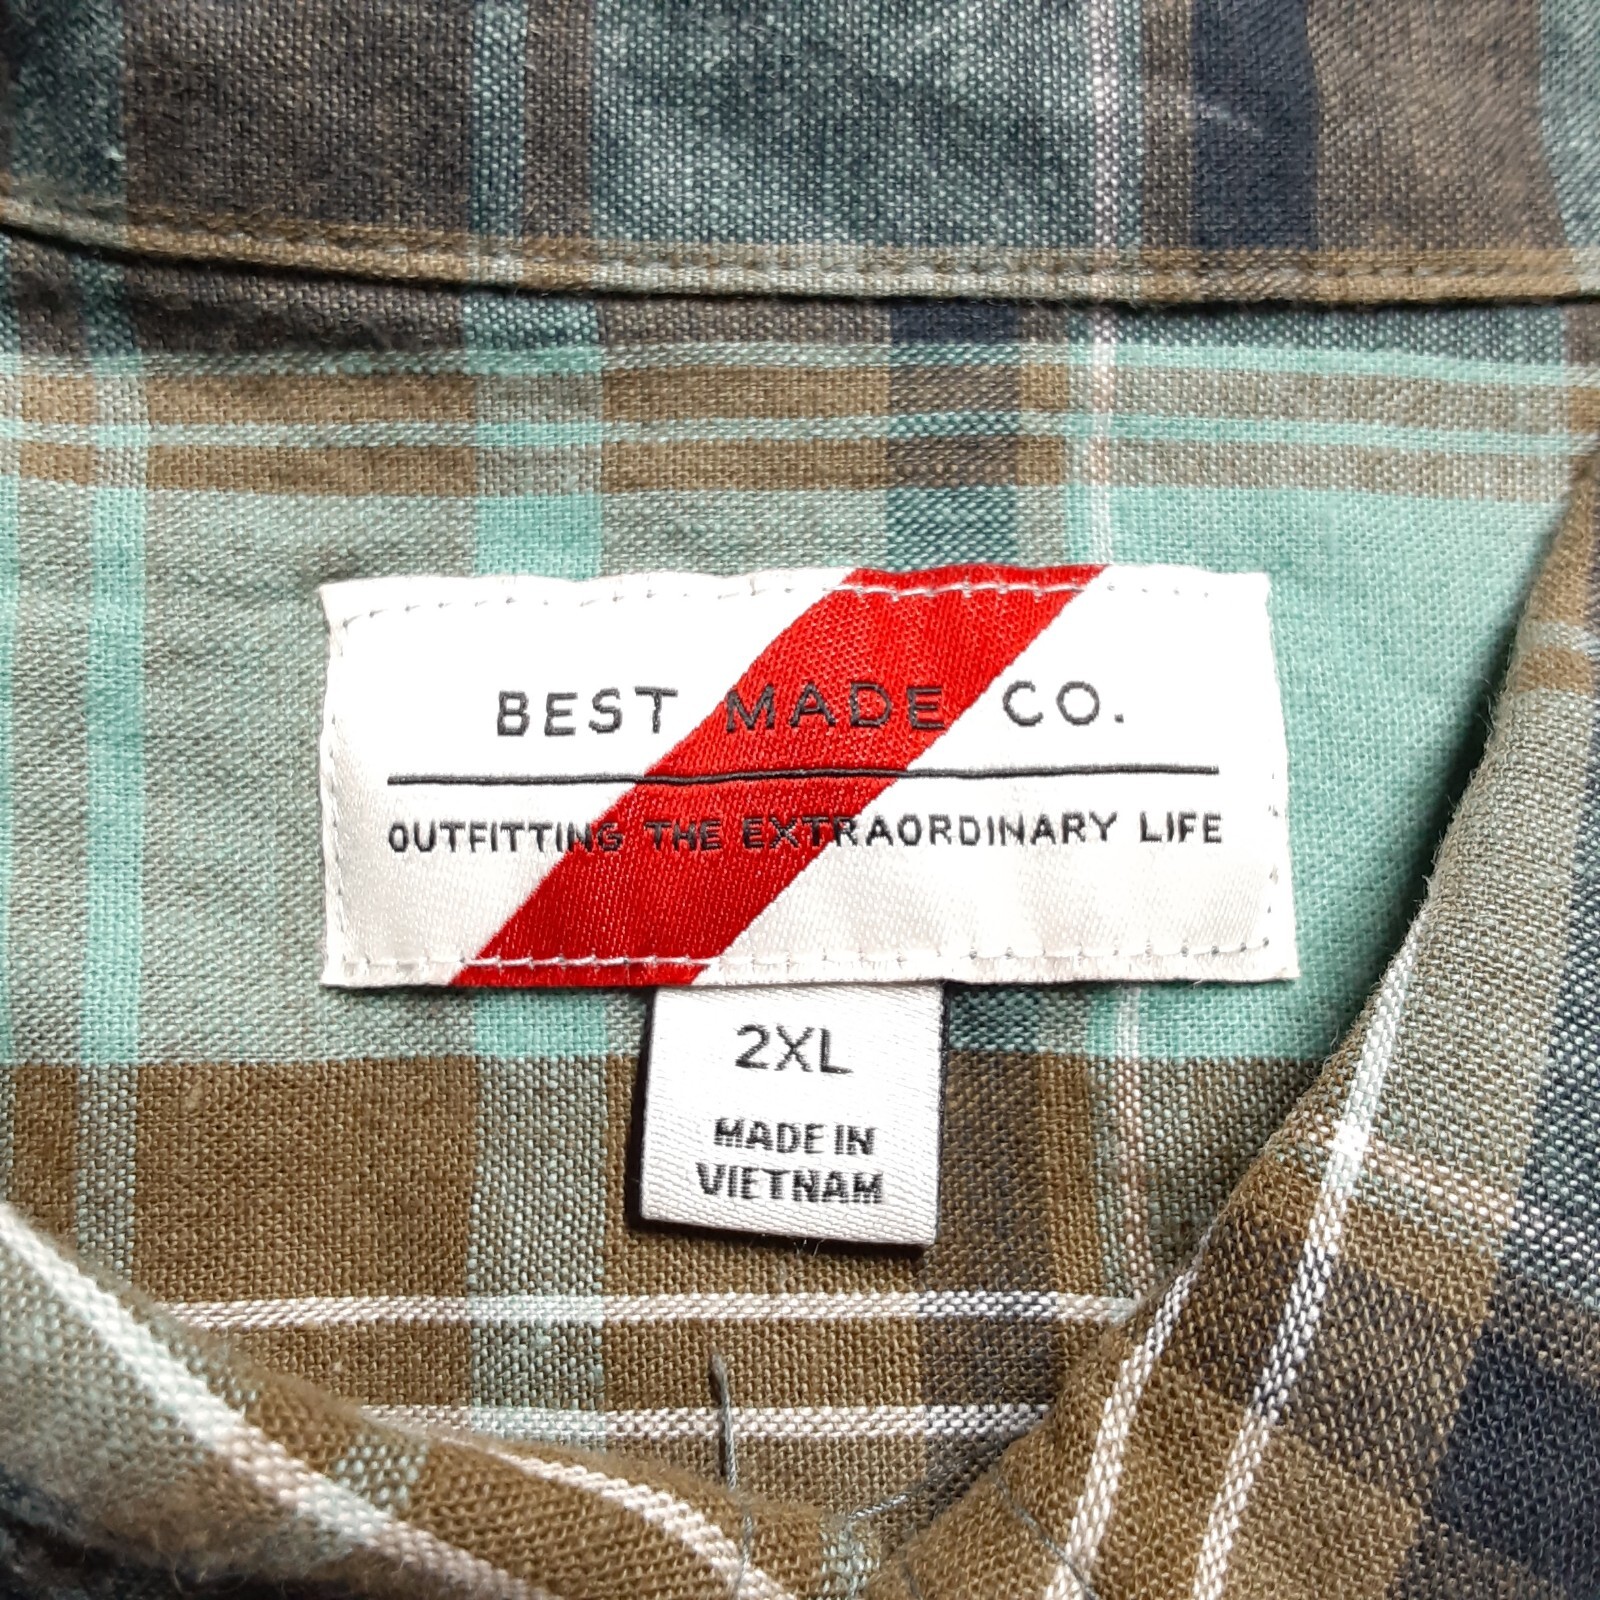 BEST MADE CO.
OUTFITTING THE EXTRAORDINARY LIFE
2XL
MADE IN
VIETNAM